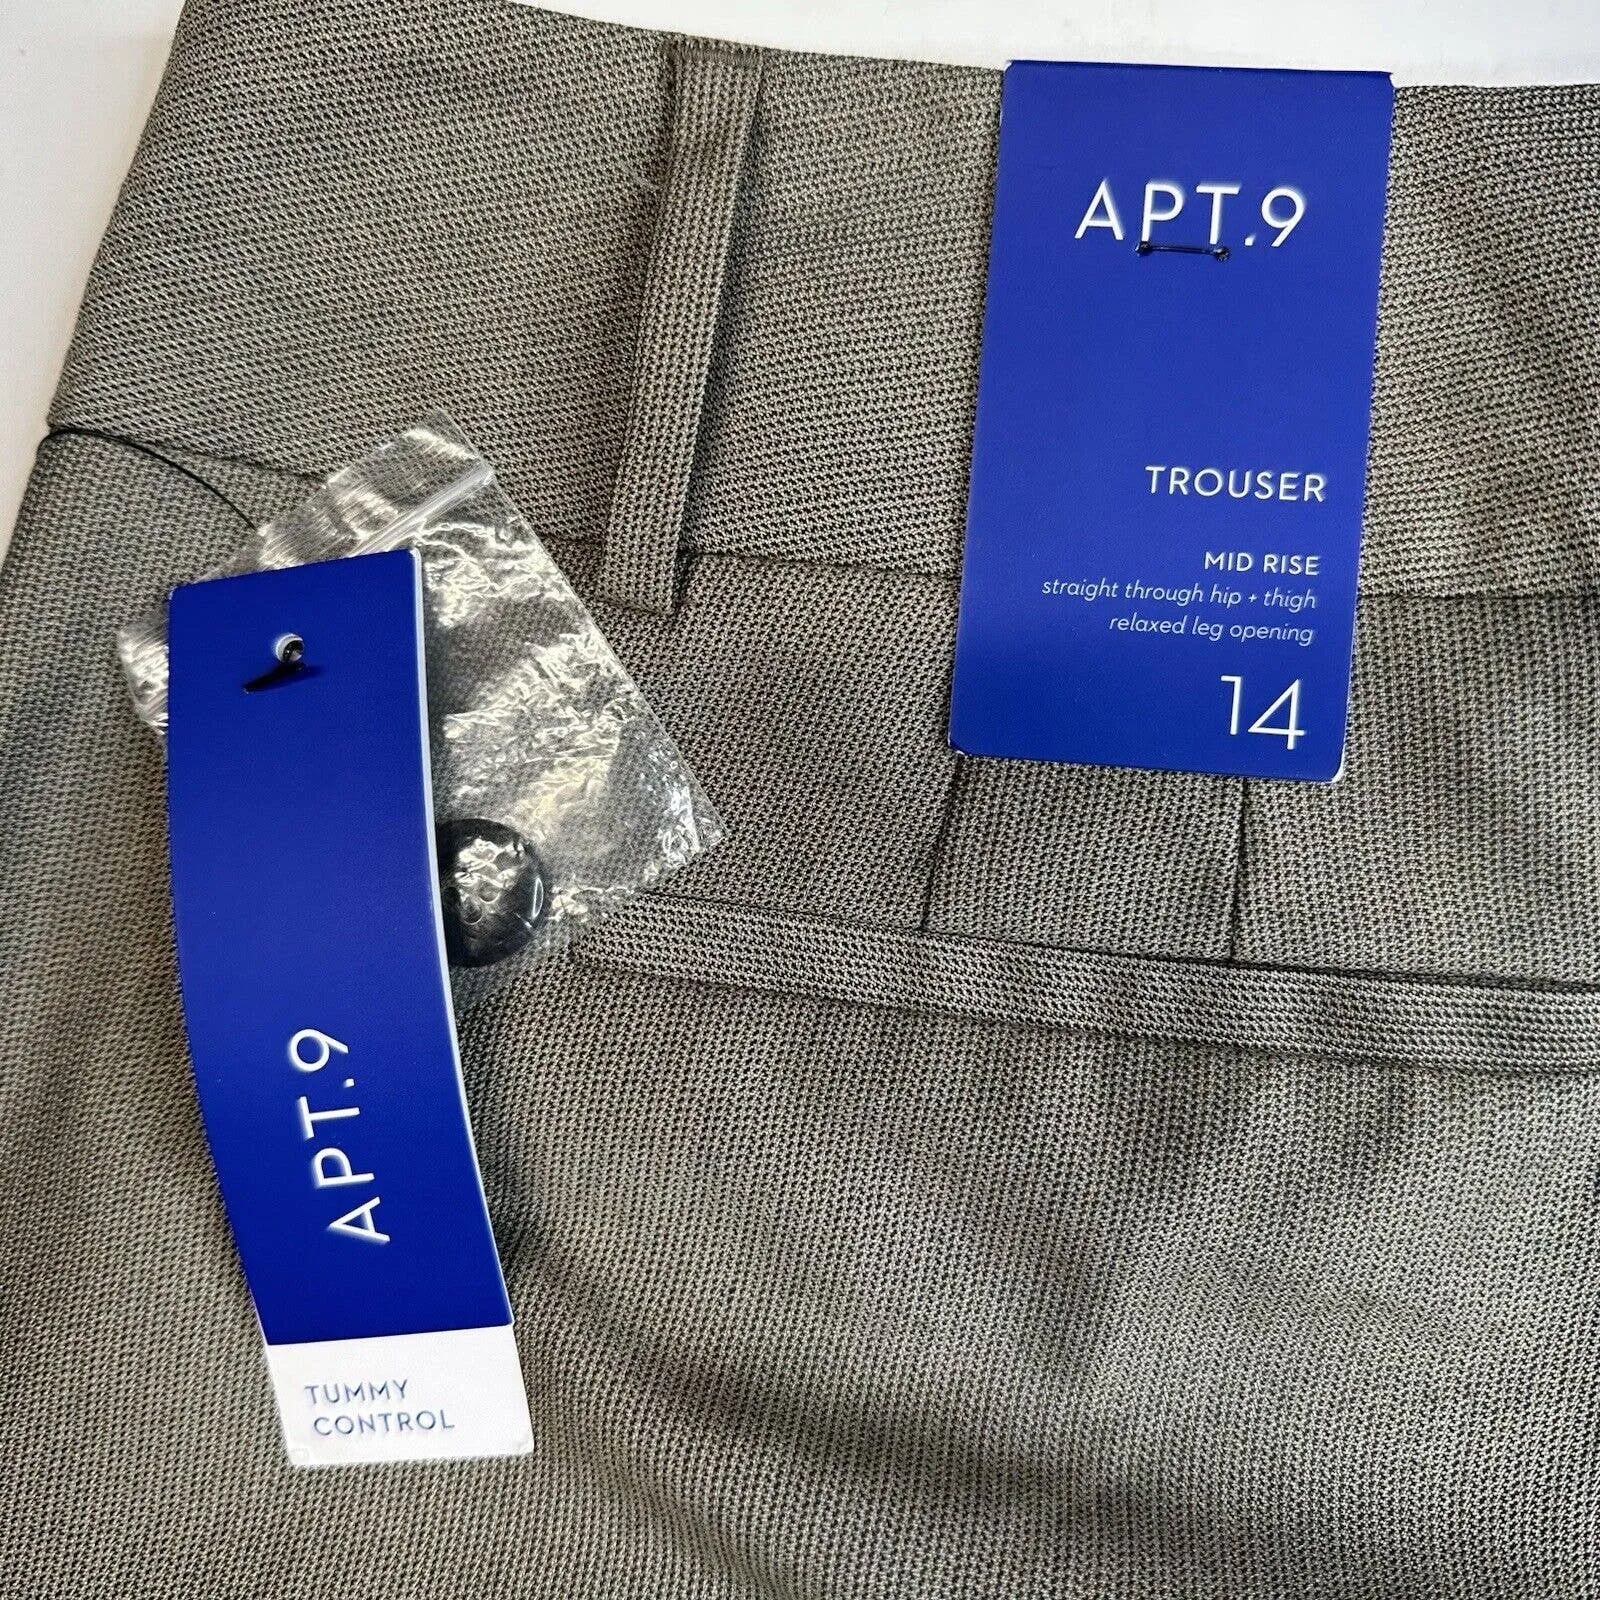 APT.9
TROUSER
MID RISE
straight through hip + thigh
relaxed leg opening
14
APT.9
TUMMY
CONTROL